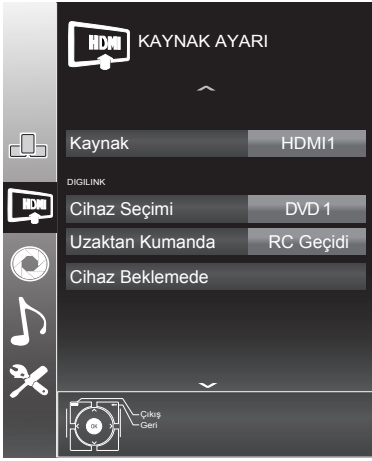 HDMI KAYNAK AYARI
Kaynak HDMI1
DIGILINK
HDMI
Cihaz Seçimi DVD 1
Uzaktan Kumanda RC Geçidi
Cihaz Beklemede
Çıkış
OK Geri